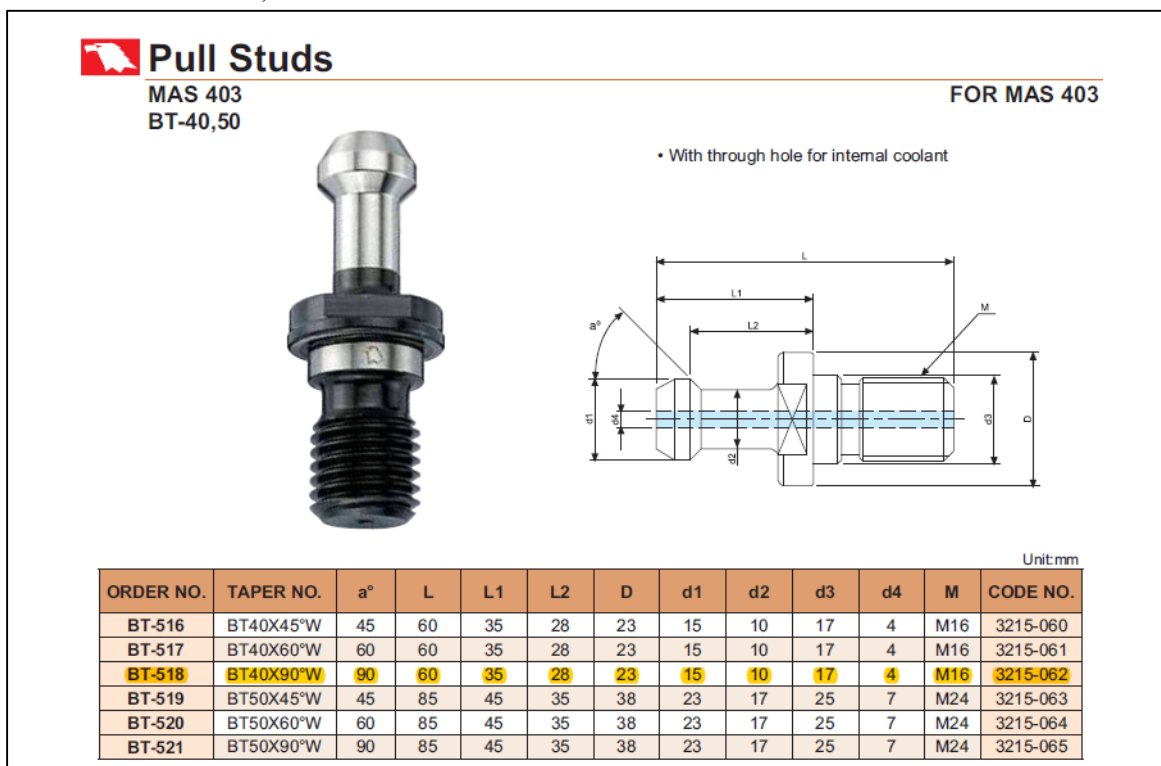 Pull Studs
MAS 403
FOR MAS 403
BT-40,50
• With through hole for internal coolant
L
L1
L2
M
a°
d1
d4
d2
d3
D
Unit:mm
ORDER NO. TAPER NO. a° L L1 L2 D d1 d2 d3 d4 M CODE NO.
BT-516 BT40X45°W 45 60 35 28 23 15 10 17 4 M16 3215-060
BT-517 BT40X60°W 60 60 35 28 23 15 10 17 4 M16 3215-061
BT-518 BT40X90°W 90 60 35 28 23 15 10 17 4 M16 3215-062
BT-519 BT50X45°W 45 85 45 35 38 23 17 25 7 M24 3215-063
BT-520 BT50X60°W 60 85 45 35 38 23 17 25 7 M24 3215-064
BT-521 BT50X90°W 90 85 45 35 38 23 17 25 7 M24 3215-065